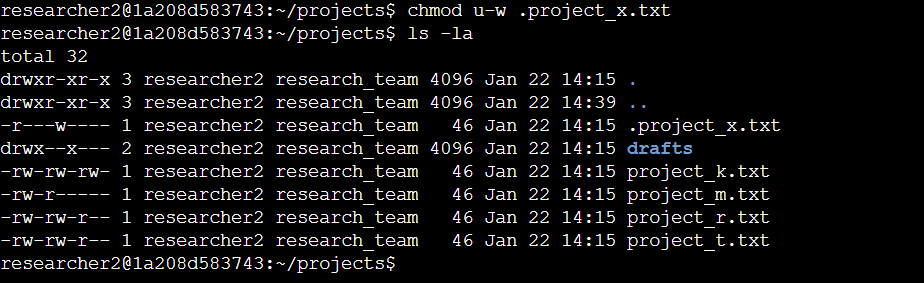 researcher2@1a208d583743:~/projects$ chmod u-w .project_x.txt
researcher2@1a208d583743:~/projects$ ls -la
total 32
drwxr-xr-x 3 researcher2 research_team 4096 Jan 22 14:15 .
drwxr-xr-x 3 researcher2 research_team 4096 Jan 22 14:39 ..
-r---w---- 1 researcher2 research_team   46 Jan 22 14:15 .project_x.txt
drwx--x--- 2 researcher2 research_team 4096 Jan 22 14:15 drafts
-rw-rw-rw- 1 researcher2 research_team   46 Jan 22 14:15 project_k.txt
-rw-r----- 1 researcher2 research_team   46 Jan 22 14:15 project_m.txt
-rw-rw-r-- 1 researcher2 research_team   46 Jan 22 14:15 project_r.txt
-rw-rw-r-- 1 researcher2 research_team   46 Jan 22 14:15 project_t.txt
researcher2@1a208d583743:~/projects$